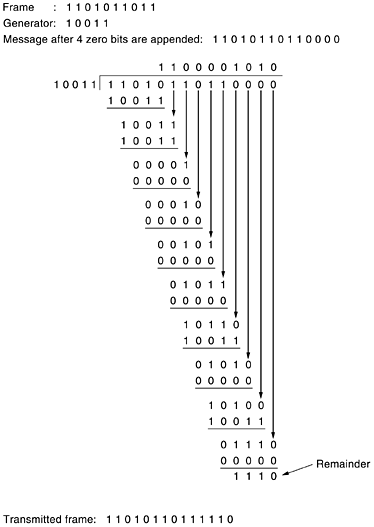 Frame : 1 1 0 1 0 1 1 0 1 1
Generator: 1 0 0 1 1
Message after 4 zero bits are appended: 1 1 0 1 0 1 1 0 1 1 0 0 0 0
1 1 0 0 0 0 1 0 1 0
1 0 0 1 1 1 1 0 1 0 1 1 0 1 1 0 0 0 0
1 0 0 1 1
1 0 0 1 1
1 0 0 1 1
0 0 0 0 1
0 0 0 0 0
0 0 0 1 0
0 0 0 0 0
0 0 1 0 1
0 0 0 0 0
0 1 0 1 1
0 0 0 0 0
1 0 1 1 0
1 0 0 1 1
0 1 0 1 0
0 0 0 0 0
1 0 1 0 0
1 0 0 1 1
0 1 1 1 0
0 0 0 0 0
1 1 1 0
Remainder
Transmitted frame: 1 1 0 1 0 1 1 0 1 1 1 1 1 0